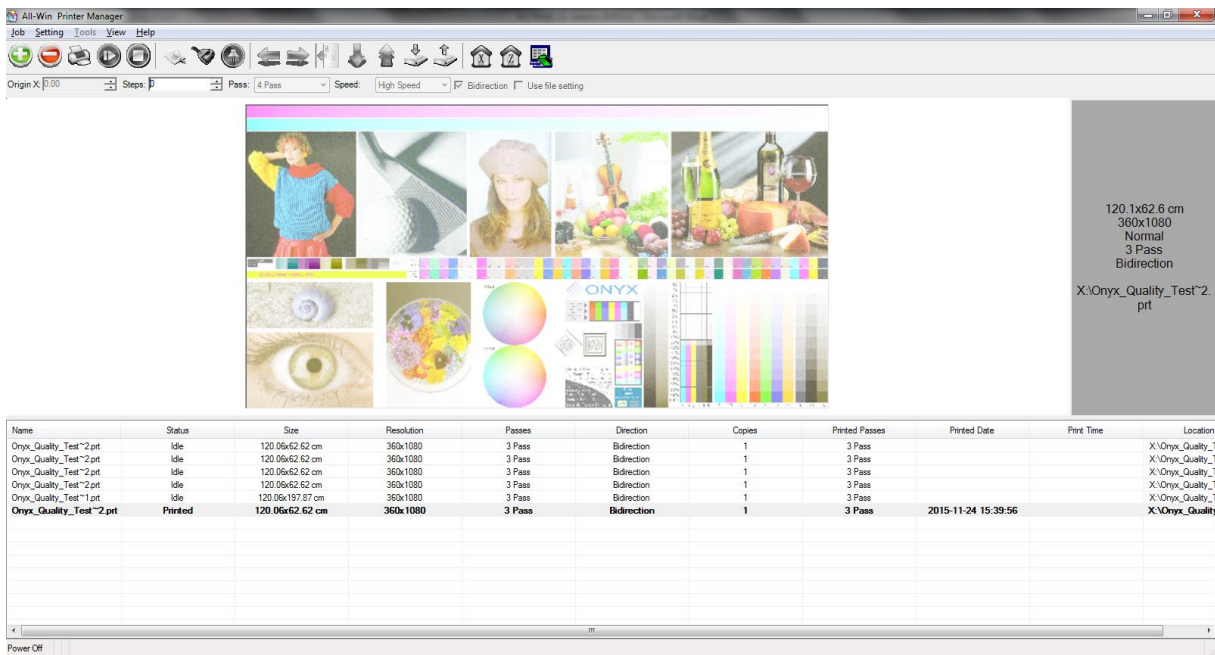 All-Win Printer Manager
Job Setting Tools View Help
X Z
Origin X: 0.00 Steps: 0 Pass: 4 Pass Speed: High Speed Bidirection Use file setting
ONYX
120.1x62.6 cm
360x1080
Normal
3 Pass
Bidirection
X:\Onyx_Quality_Test~2.
prt
Name Status Size Resolution Passes Direction Copies Printed Passes Printed Date Print Time Location
Onyx_Quality_Test~2.prt Idle 120.06x62.62 cm 360x1080 3 Pass Bidirection 1 3 Pass X:\Onyx_Quality_T
Onyx_Quality_Test~2.prt Idle 120.06x62.62 cm 360x1080 3 Pass Bidirection 1 3 Pass X:\Onyx_Quality_T
Onyx_Quality_Test~2.prt Idle 120.06x62.62 cm 360x1080 3 Pass Bidirection 1 3 Pass X:\Onyx_Quality_T
Onyx_Quality_Test~2.prt Idle 120.06x62.62 cm 360x1080 3 Pass Bidirection 1 3 Pass X:\Onyx_Quality_T
Onyx_Quality_Test~1.prt Idle 120.06x197.87 cm 360x1080 3 Pass Bidirection 1 3 Pass X:\Onyx_Quality_T
Onyx_Quality_Test~2.prt Printed 120.06x62.62 cm 360x1080 3 Pass Bidirection 1 3 Pass 2015-11-24 15:39:56 X:\Onyx_Quality
Power Off